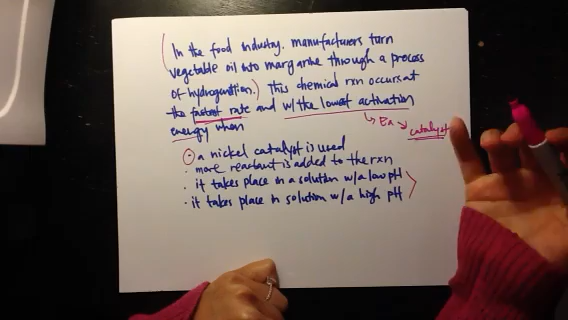 In the food industry, manufacturers turn
vegetable oil into margarine through a process
of hydrogenation. This chemical rxn occurs at
the fastest rate and w/ the lowest activation
↳ Ea ↘ catalyst
energy when
· a nickel catalyst is used
· more reactant is added to the rxn
· it takes place in a solution w/ a low pH
· it takes place in solution w/ a high pH